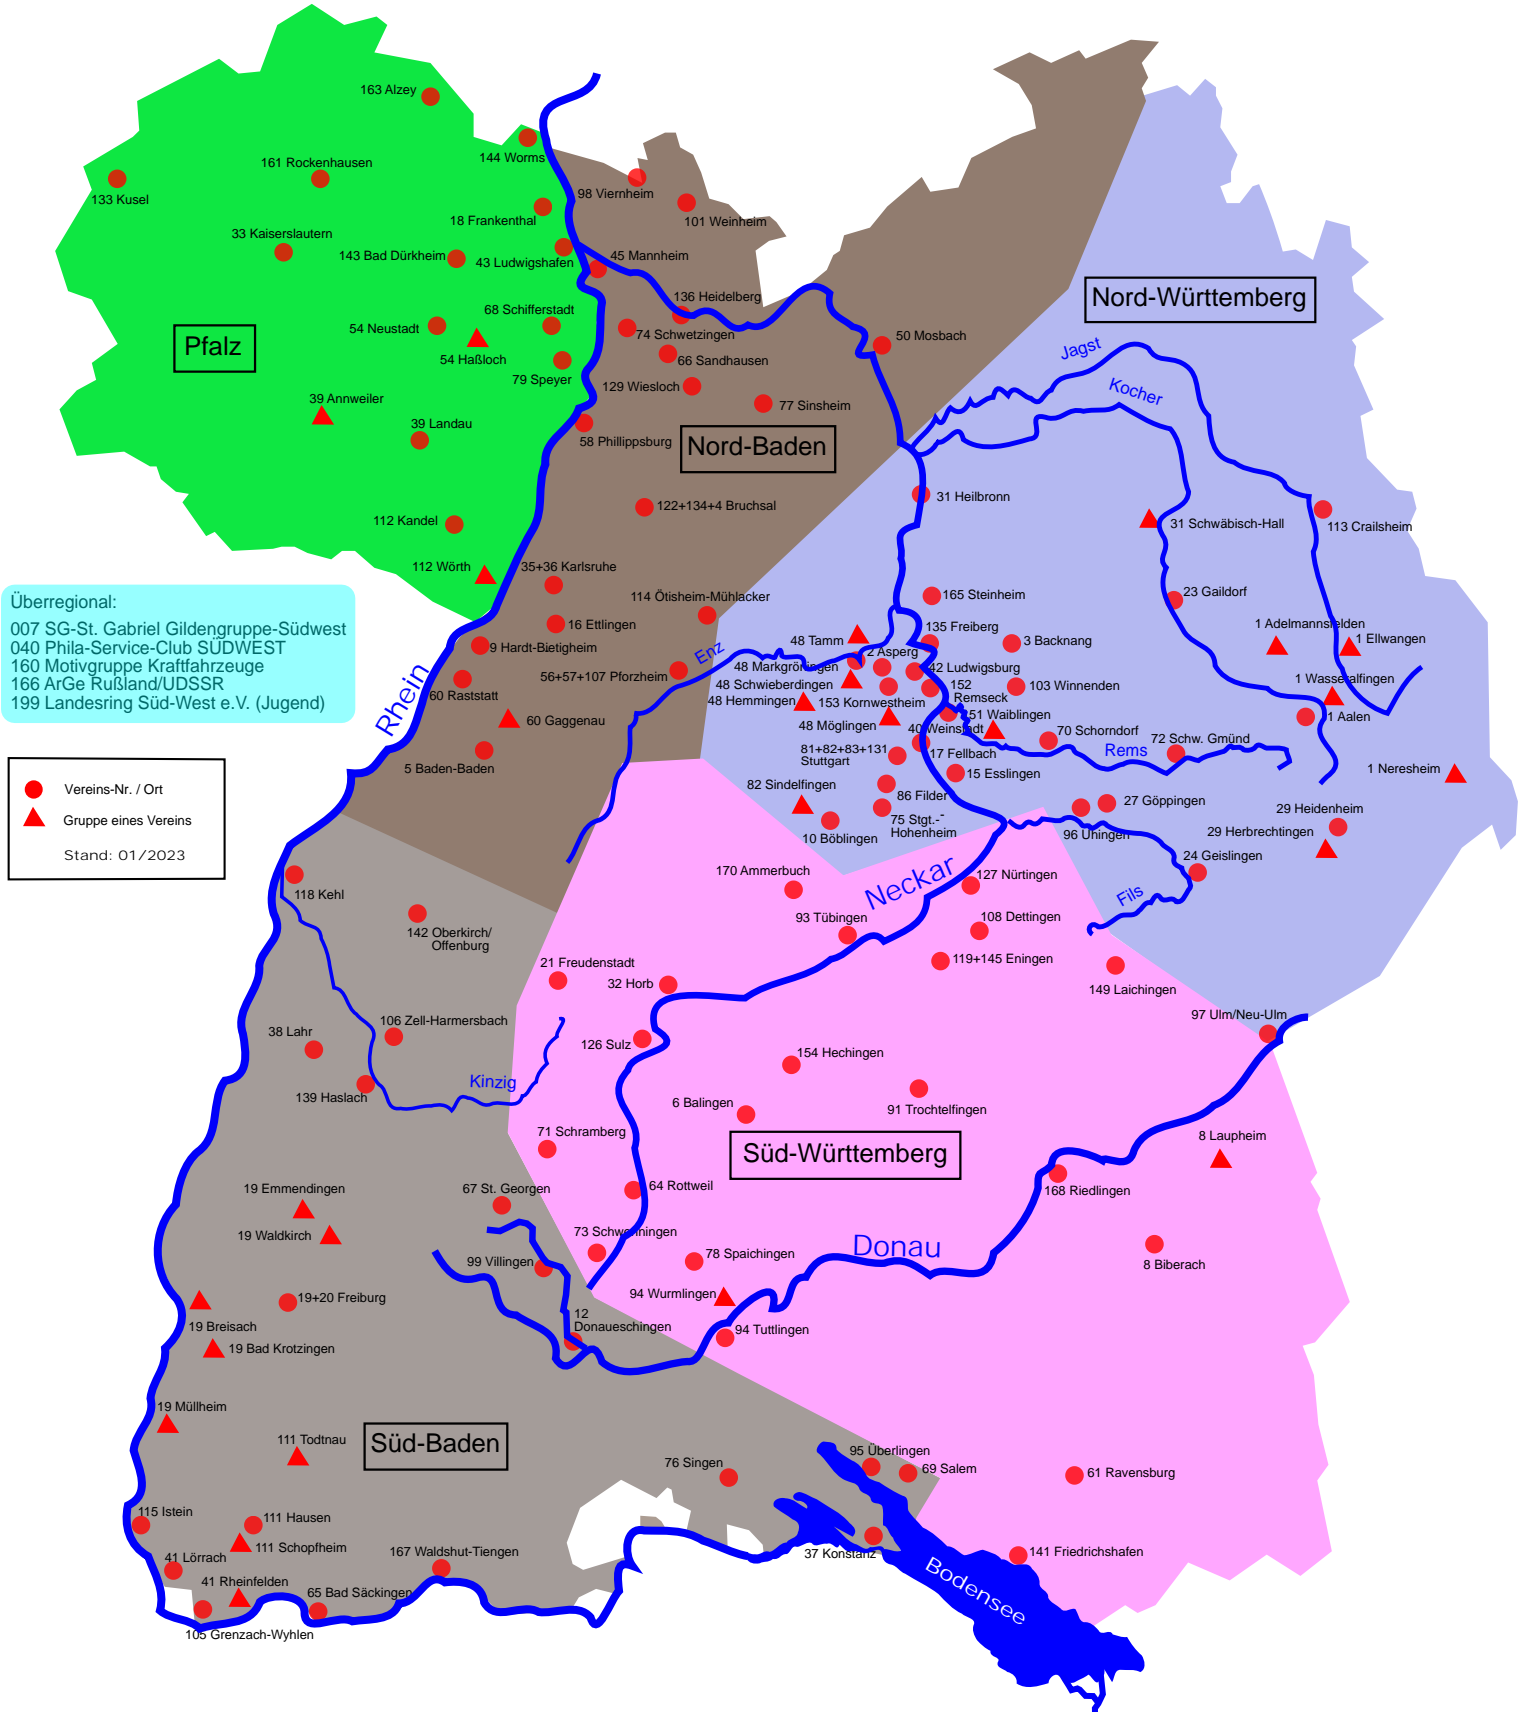 163 Alzey
144 Worms
161 Rockenhausen
133 Kusel
98 Viernheim
18 Frankenthal
101 Weinheim
33 Kaiserslautern
143 Bad Dürkheim
43 Ludwigshafen
45 Mannheim
136 Heidelberg
Nord-Württemberg
68 Schifferstadt
54 Neustadt
74 Schwetzingen
50 Mosbach
Pfalz
54 Haßloch
66 Sandhausen
Jagst
79 Speyer
129 Wiesloch
Kocher
39 Annweiler
77 Sinsheim
39 Landau
58 Phillippsburg
Nord-Baden
31 Heilbronn
122+134+4 Bruchsal
112 Kandel
31 Schwäbisch-Hall
113 Crailsheim
112 Wörth
35+36 Karlsruhe
114 Ötisheim-Mühlacker
165 Steinheim
23 Gaildorf
Überregional:
007 SG-St. Gabriel Gildengruppe-Südwest
040 Phila-Service-Club SÜDWEST
160 Motivgruppe Kraftfahrzeuge
166 ArGe Rußland/UDSSR
199 Landesring Süd-West e.V. (Jugend)
16 Ettlingen
1 Adelmannsfelden
135 Freiberg
48 Tamm
3 Backnang
1 Ellwangen
9 Hardt-Bietigheim
Enz
2 Asperg
48 Markgröningen
42 Ludwigsburg
56+57+107 Pforzheim
1 Wasseralfingen
48 Schwieberdingen
152
Remseck
103 Winnenden
60 Raststatt
Rhein
48 Hemmingen
153 Kornwestheim
51 Waiblingen
1 Aalen
60 Gaggenau
48 Möglingen
40 Weinstadt
70 Schorndorf
72 Schw. Gmünd
Rems
81+82+83+131
Stuttgart
17 Fellbach
5 Baden-Baden
15 Esslingen
1 Neresheim
82 Sindelfingen
86 Filder
Vereins-Nr. / Ort
Gruppe eines Vereins
Stand: 01/2023
27 Göppingen
29 Heidenheim
75 Stgt.-
Hohenheim
10 Böblingen
96 Uhingen
29 Herbrechtingen
24 Geislingen
170 Ammerbuch
Neckar
127 Nürtingen
118 Kehl
Fils
93 Tübingen
108 Dettingen
142 Oberkirch/
Offenburg
119+145 Eningen
21 Freudenstadt
32 Horb
149 Laichingen
97 Ulm/Neu-Ulm
106 Zell-Harmersbach
38 Lahr
126 Sulz
154 Hechingen
Kinzig
139 Haslach
6 Balingen
91 Trochtelfingen
71 Schramberg
Süd-Württemberg
8 Laupheim
19 Emmendingen
67 St. Georgen
64 Rottweil
168 Riedlingen
19 Waldkirch
73 Schwenningen
Donau
99 Villingen
78 Spaichingen
8 Biberach
94 Wurmlingen
19+20 Freiburg
19 Breisach
12
Donaueschingen
94 Tuttlingen
19 Bad Krotzingen
19 Müllheim
111 Todtnau
Süd-Baden
95 Überlingen
76 Singen
69 Salem
61 Ravensburg
115 Istein
111 Hausen
111 Schopfheim
167 Waldshut-Tiengen
37 Konstanz
141 Friedrichshafen
41 Lörrach
41 Rheinfelden
65 Bad Säckingen
Bodensee
105 Grenzach-Wyhlen